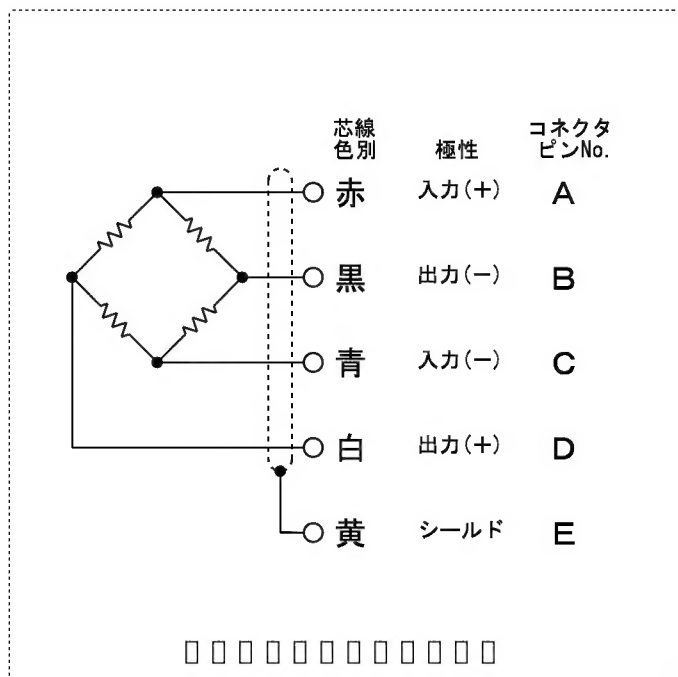 芯線
色別 極性 コネクタ
ピンNo.
赤 入力(+) A
黒 出力(−) B
青 入力(−) C
白 出力(+) D
黄 シールド E